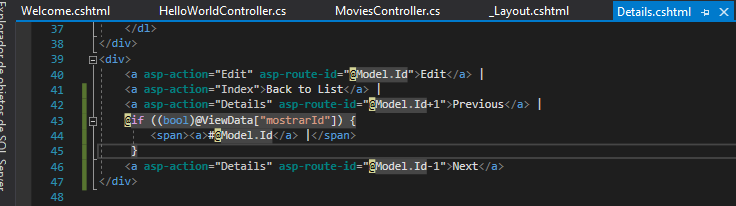 Welcome.cshtml HelloWorldController.cs MoviesController.cs _Layout.cshtml Details.cshtml
Explorador de objetos de SQL Server
37 </dl>
38 </div>
39 <div>
40 <a asp-action="Edit" asp-route-id="@Model.Id">Edit</a> |
41 <a asp-action="Index">Back to List</a> |
42 <a asp-action="Details" asp-route-id="@Model.Id+1">Previous</a> |
43 @if ((bool)@ViewData["mostrarId"]) {
44 <span><a>#@Model.Id</a> |</span>
45 }
46 <a asp-action="Details" asp-route-id="@Model.Id-1">Next</a>
47 </div>
48